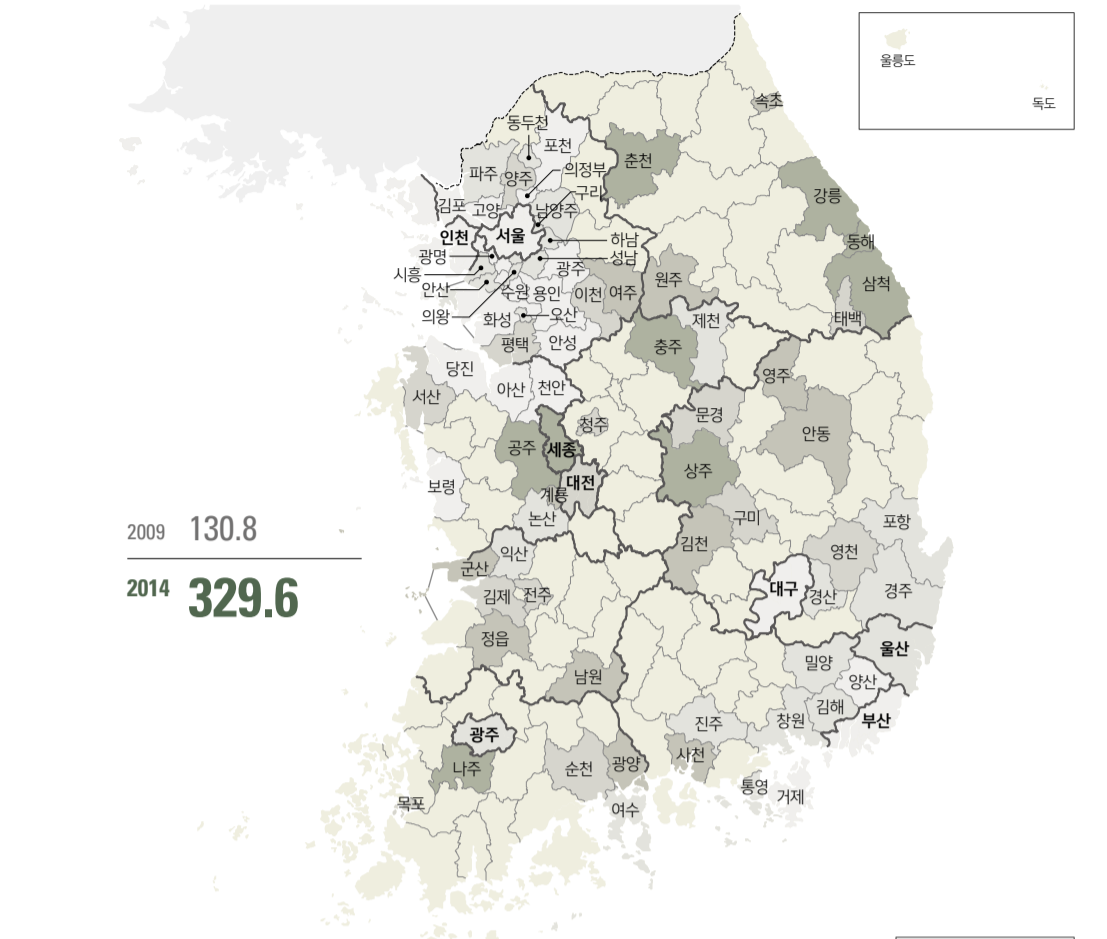 울릉도
독도
속초
동두천
포천
춘천
의정부
파주
양주
구리
강릉
김포
고양
남양주
인천
서울
하남
동해
광명
성남
시흥
광주
안산
수원
용인
이천
여주
원주
삼척
의왕
화성
오산
제천
태백
평택
안성
충주
당진
아산
천안
영주
서산
문경
청주
안동
공주
세종
상주
대전
보령
계룡
논산
구미
포항
2009 130.8
익산
김천
영천
군산
2014 329.6
김제
전주
대구
경산
경주
정읍
울산
밀양
남원
양산
김해
진주
창원
부산
광주
나주
순천
광양
사천
통영
거제
목포
여수